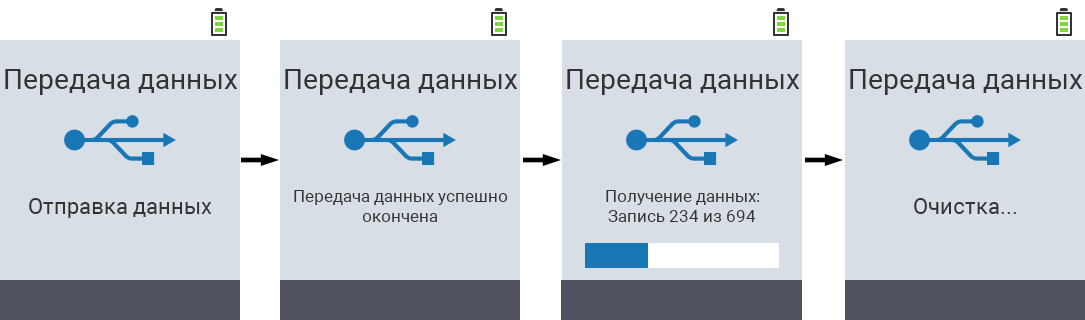 Передача данных
Отправка данных
Передача данных
Передача данных успешно
окончена
Передача данных
Получение данных:
Запись 234 из 694
Передача данных
Очистка...